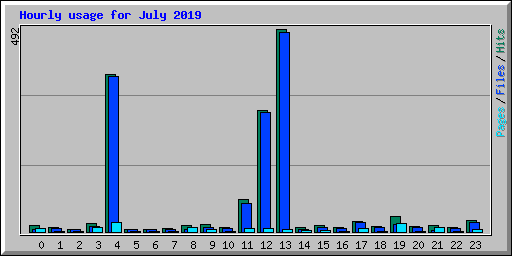 Hourly usage for July 2019
492
Pages/Files/Hits
0 1 2 3 4 5 6 7 8 9 10 11 12 13 14 15 16 17 18 19 20 21 22 23